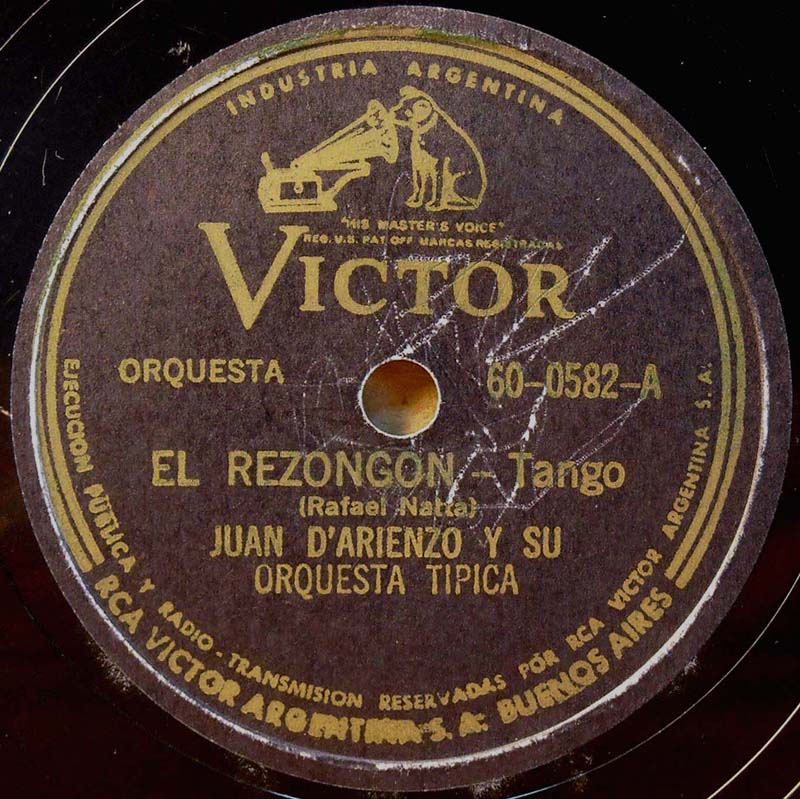 INDUSTRIA ARGENTINA
"HIS MASTER'S VOICE"
REG. U.S. PAT. OFF MARCAS REGISTRADAS
VICTOR
ORQUESTA
60-0582-A
EL REZONGON - Tango
(Rafael Natta)
JUAN D'ARIENZO Y SU
ORQUESTA TIPICA
EJECUCION PUBLICA Y RADIO-TRANSMISION RESERVADAS POR RCA VICTOR ARGENTINA S.A.
RCA VICTOR ARGENTINA S.A. BUENOS AIRES